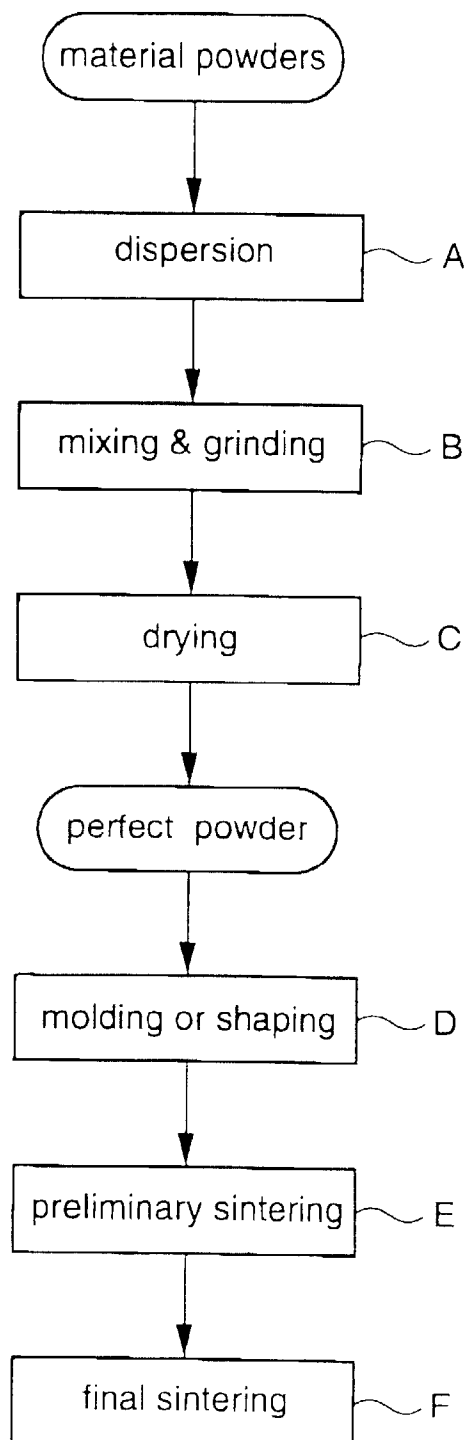 material powders
dispersion
A
mixing & grinding
B
drying
C
perfect powder
molding or shaping
D
preliminary sintering
E
final sintering
F